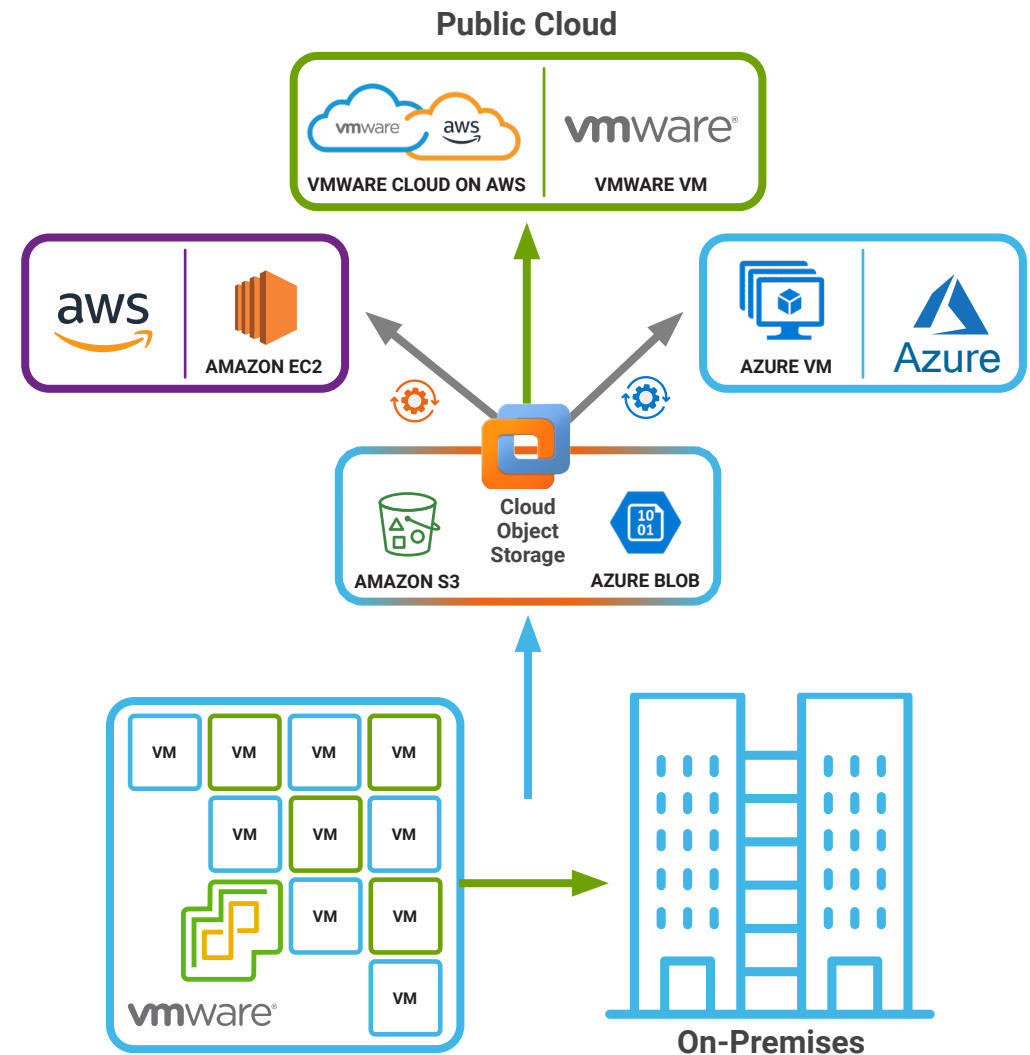 Public Cloud
vmware
aws
vmware®
VMWARE CLOUD ON AWS
VMWARE VM
aws
AMAZON EC2
AZURE VM
Azure
Cloud
Object
Storage
10
01
AMAZON S3
AZURE BLOB
VM VM VM VM
VM VM VM
VM VM
VM
vmware®
On-Premises